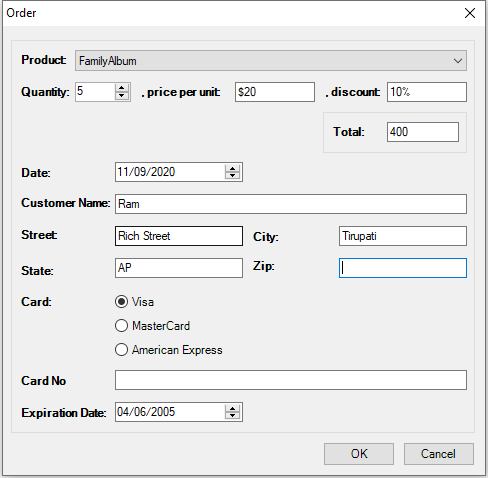 Order
Product: FamilyAlbum
Quantity: 5 , price per unit: $20 , discount: 10%
Total: 400
Date: 11/09/2020
Customer Name: Ram
Street: Rich Street City: Tirupati
State: AP Zip:
Card: Visa
MasterCard
American Express
Card No
Expiration Date: 04/06/2005
OK Cancel